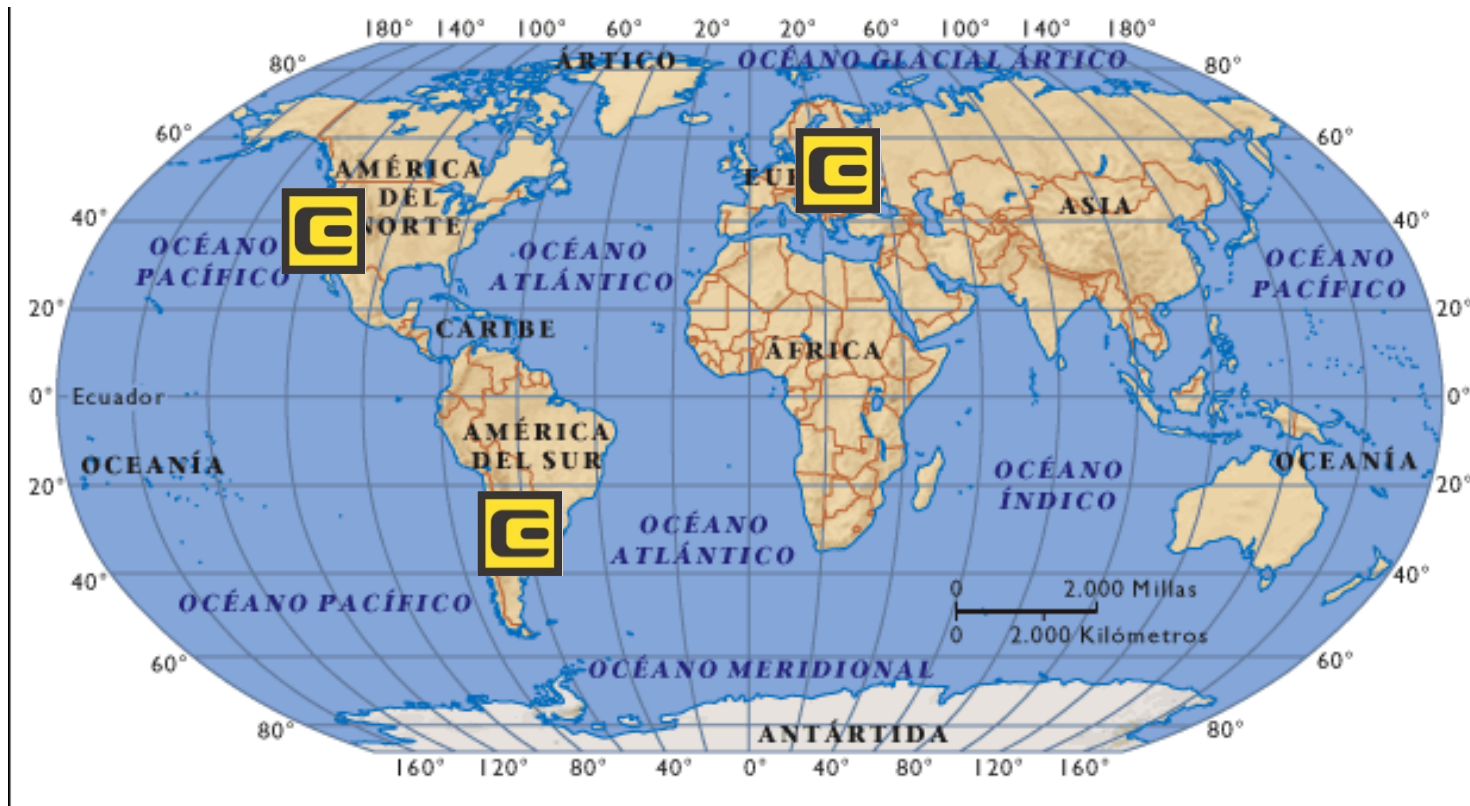 180° 140° 100° 60° 20° 20° 60° 100° 140° 180°
80° ÁRTICO OCÉANO GLACIAL ÁRTICO 80°
60° 60°
AMÉRICA
DEL
NORTE
EU
ASIA
40° 40°
OCÉANO
PACÍFICO
OCÉANO
ATLÁNTICO
OCÉANO
PACÍFICO
20° 20°
CARIBE
ÁFRICA
0° Ecuador 0°
AMÉRICA
DEL SUR
OCEANÍA OCEANÍA
20° 20°
OCÉANO
ÍNDICO
OCÉANO
ATLÁNTICO
40° 40°
OCÉANO PACÍFICO
0 2.000 Millas
0 2.000 Kilómetros
60° 60°
OCÉANO MERIDIONAL
80° ANTÁRTIDA 80°
160° 120° 80° 40° 0° 40° 80° 120° 160°